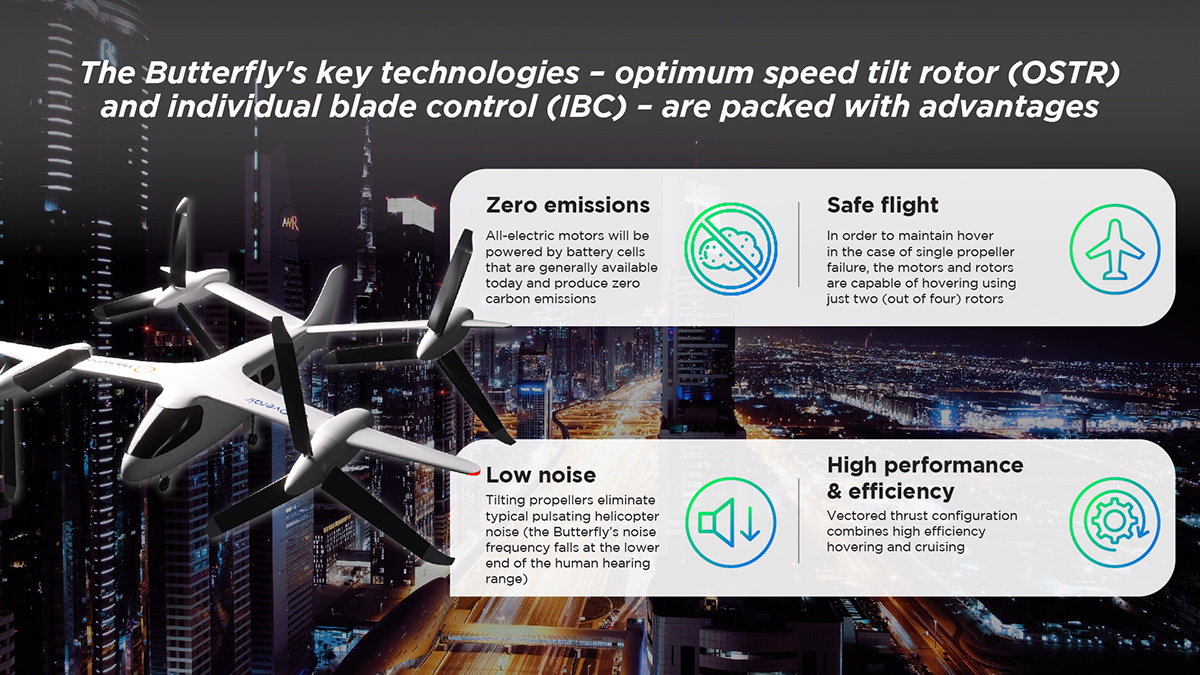 The Butterfly's key technologies – optimum speed tilt rotor (OSTR)
and individual blade control (IBC) – are packed with advantages
Zero emissions
All-electric motors will be
powered by battery cells
that are generally available
today and produce zero
carbon emissions
Safe flight
In order to maintain hover
in the case of single propeller
failure, the motors and rotors
are capable of hovering using
just two (out of four) rotors
Low noise
Tilting propellers eliminate
typical pulsating helicopter
noise (the Butterfly's noise
frequency falls at the lower
end of the human hearing
range)
High performance
& efficiency
Vectored thrust configuration
combines high efficiency
hovering and cruising
Overair